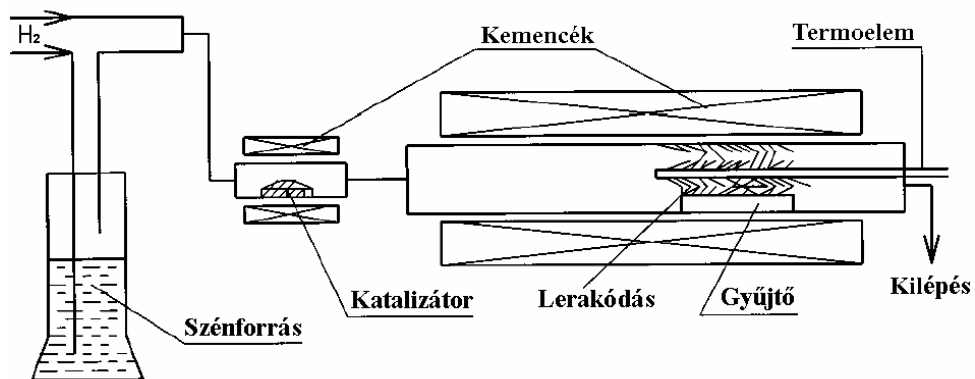 H₂
Kemencék
Termoelem
Katalizátor
Lerakódás
Gyűjtő
Kilépés
Szénforrás